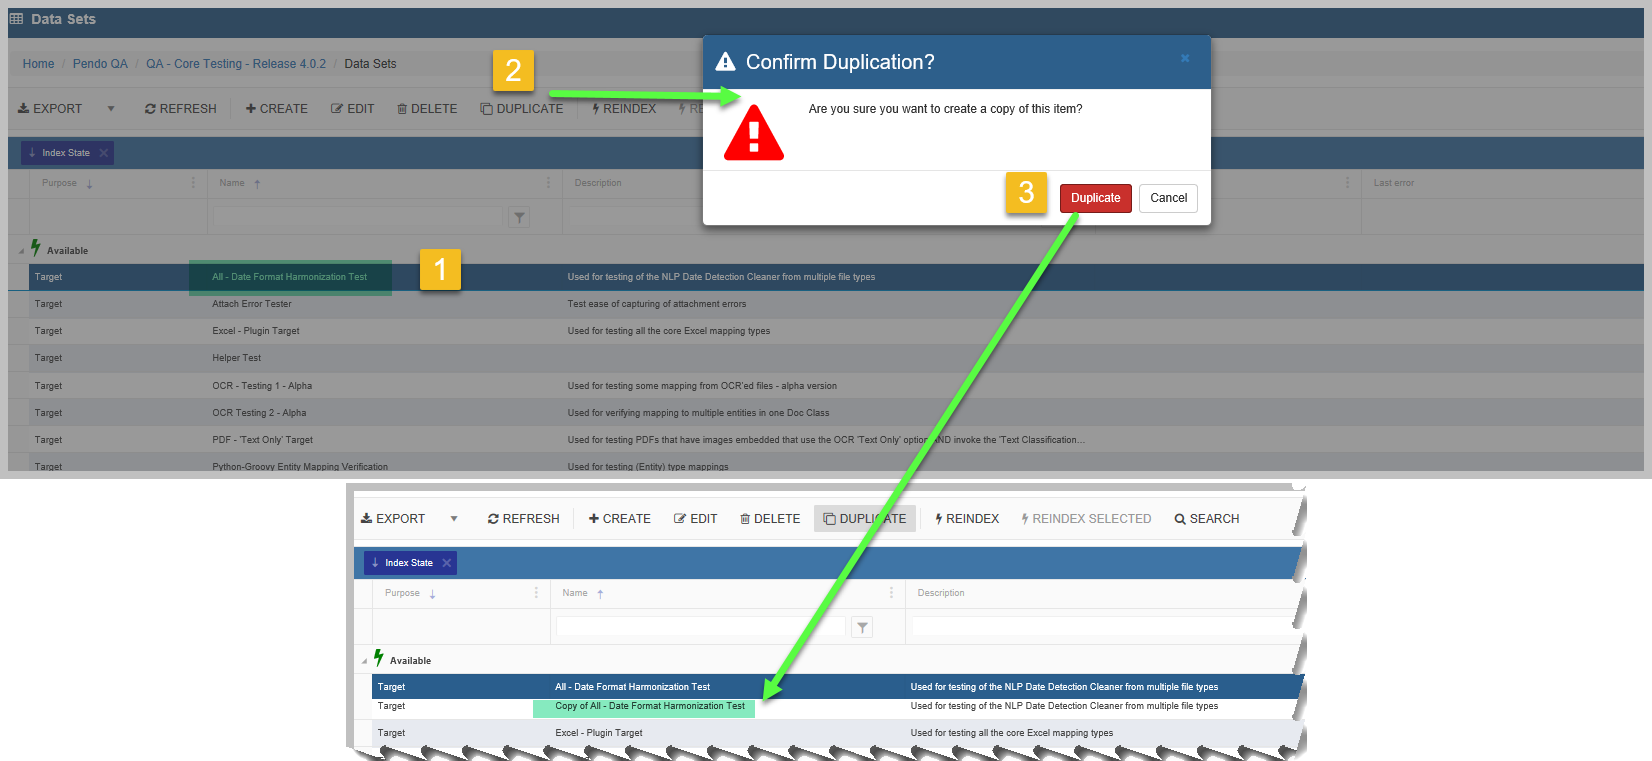 Data Sets
Home / Pendo QA / QA - Core Testing - Release 4.0.2 / Data Sets
2
EXPORT REFRESH CREATE EDIT DELETE DUPLICATE REINDEX RE
Confirm Duplication?
Are you sure you want to create a copy of this item?
3
Duplicate Cancel
Index State
Purpose Name Description Last error
Available
1
Target All - Date Format Harmonization Test Used for testing of the NLP Date Detection Cleaner from multiple file types
Target Attach Error Tester Test ease of capturing of attachment errors
Target Excel - Plugin Target Used for testing all the core Excel mapping types
Target Helper Test
Target OCR - Testing 1 - Alpha Used for testing some mapping from OCR'ed files - alpha version
Target OCR Testing 2 - Alpha Used for verifying mapping to multiple entities in one Doc Class
Target PDF - 'Text Only' Target Used for testing PDFs that have images embedded that use the OCR 'Text Only' option AND invoke the 'Text Classification...
Target Python-Groovy Entity Mapping Verification Used for testing (Entity) type mappings
EXPORT REFRESH CREATE EDIT DELETE DUPLICATE REINDEX REINDEX SELECTED SEARCH
Index State
Purpose Name Description
Available
Target All - Date Format Harmonization Test Used for testing of the NLP Date Detection Cleaner from multiple file types
Target Copy of All - Date Format Harmonization Test Used for testing of the NLP Date Detection Cleaner from multiple file types
Target Excel - Plugin Target Used for testing all the core Excel mapping types